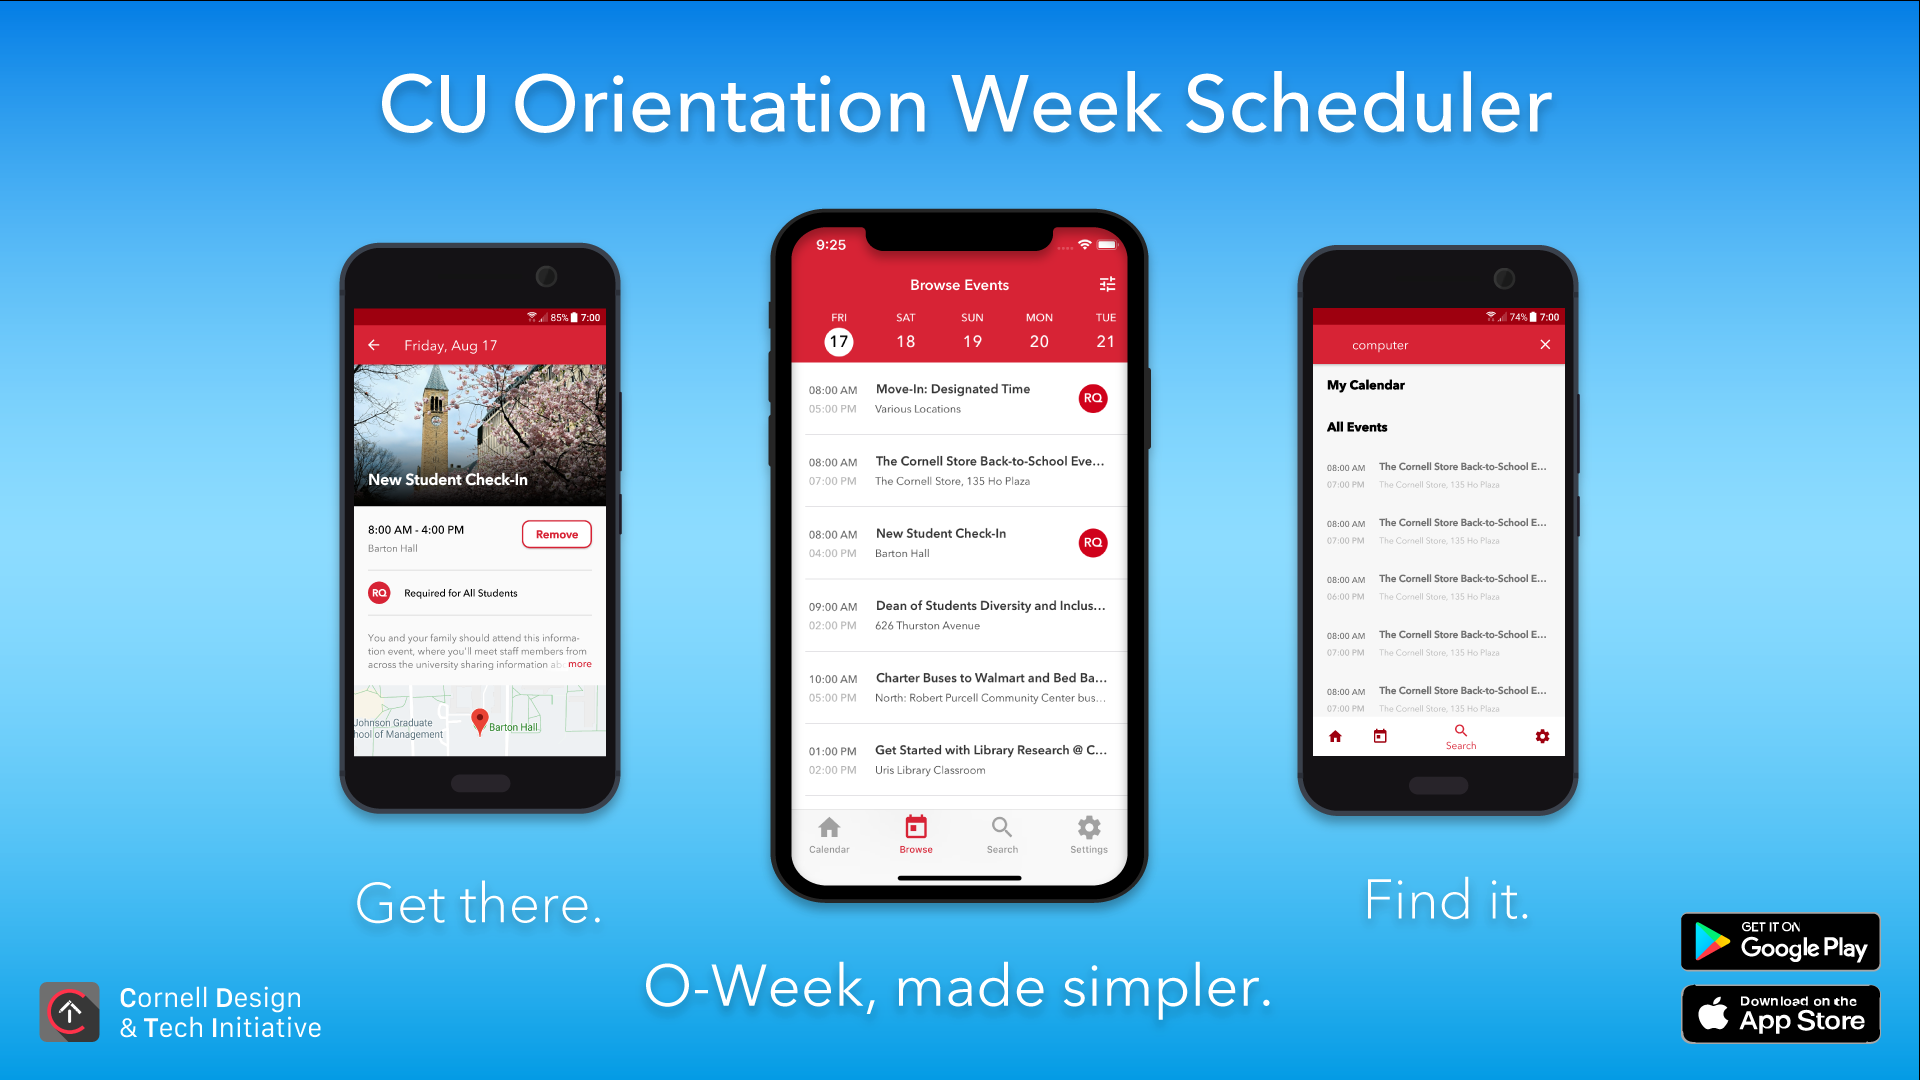 CU Orientation Week Scheduler
85% 7:00
Friday, Aug 17
New Student Check-In
8:00 AM - 4:00 PM
Remove
Barton Hall
RQ Required for All Students
You and your family should attend this informa-
tion event, where you'll meet staff members from
across the university sharing information ab more
Johnson Graduate
hool of Management
Barton Hall
Get there.
9:25
Browse Events
FRI SAT SUN MON TUE
17 18 19 20 21
08:00 AM Move-In: Designated Time RQ
05:00 PM Various Locations
08:00 AM The Cornell Store Back-to-School Eve...
07:00 PM The Cornell Store, 135 Ho Plaza
08:00 AM New Student Check-In RQ
04:00 PM Barton Hall
09:00 AM Dean of Students Diversity and Inclus...
02:00 PM 626 Thurston Avenue
10:00 AM Charter Buses to Walmart and Bed Ba...
05:00 PM North: Robert Purcell Community Center bus...
01:00 PM Get Started with Library Research @ C...
02:00 PM Uris Library Classroom
Calendar Browse Search Settings
O-Week, made simpler.
74% 7:00
computer
My Calendar
All Events
08:00 AM The Cornell Store Back-to-School E...
07:00 PM The Cornell Store, 135 Ho Plaza
08:00 AM The Cornell Store Back-to-School E...
07:00 PM The Cornell Store, 135 Ho Plaza
08:00 AM The Cornell Store Back-to-School E...
06:00 PM The Cornell Store, 135 Ho Plaza
08:00 AM The Cornell Store Back-to-School E...
07:00 PM The Cornell Store, 135 Ho Plaza
08:00 AM The Cornell Store Back-to-School E...
07:00 PM The Cornell Store, 135 Ho Plaza
Search
Find it.
Cornell Design
& Tech Initiative
GET IT ON
Google Play
Download on the
App Store